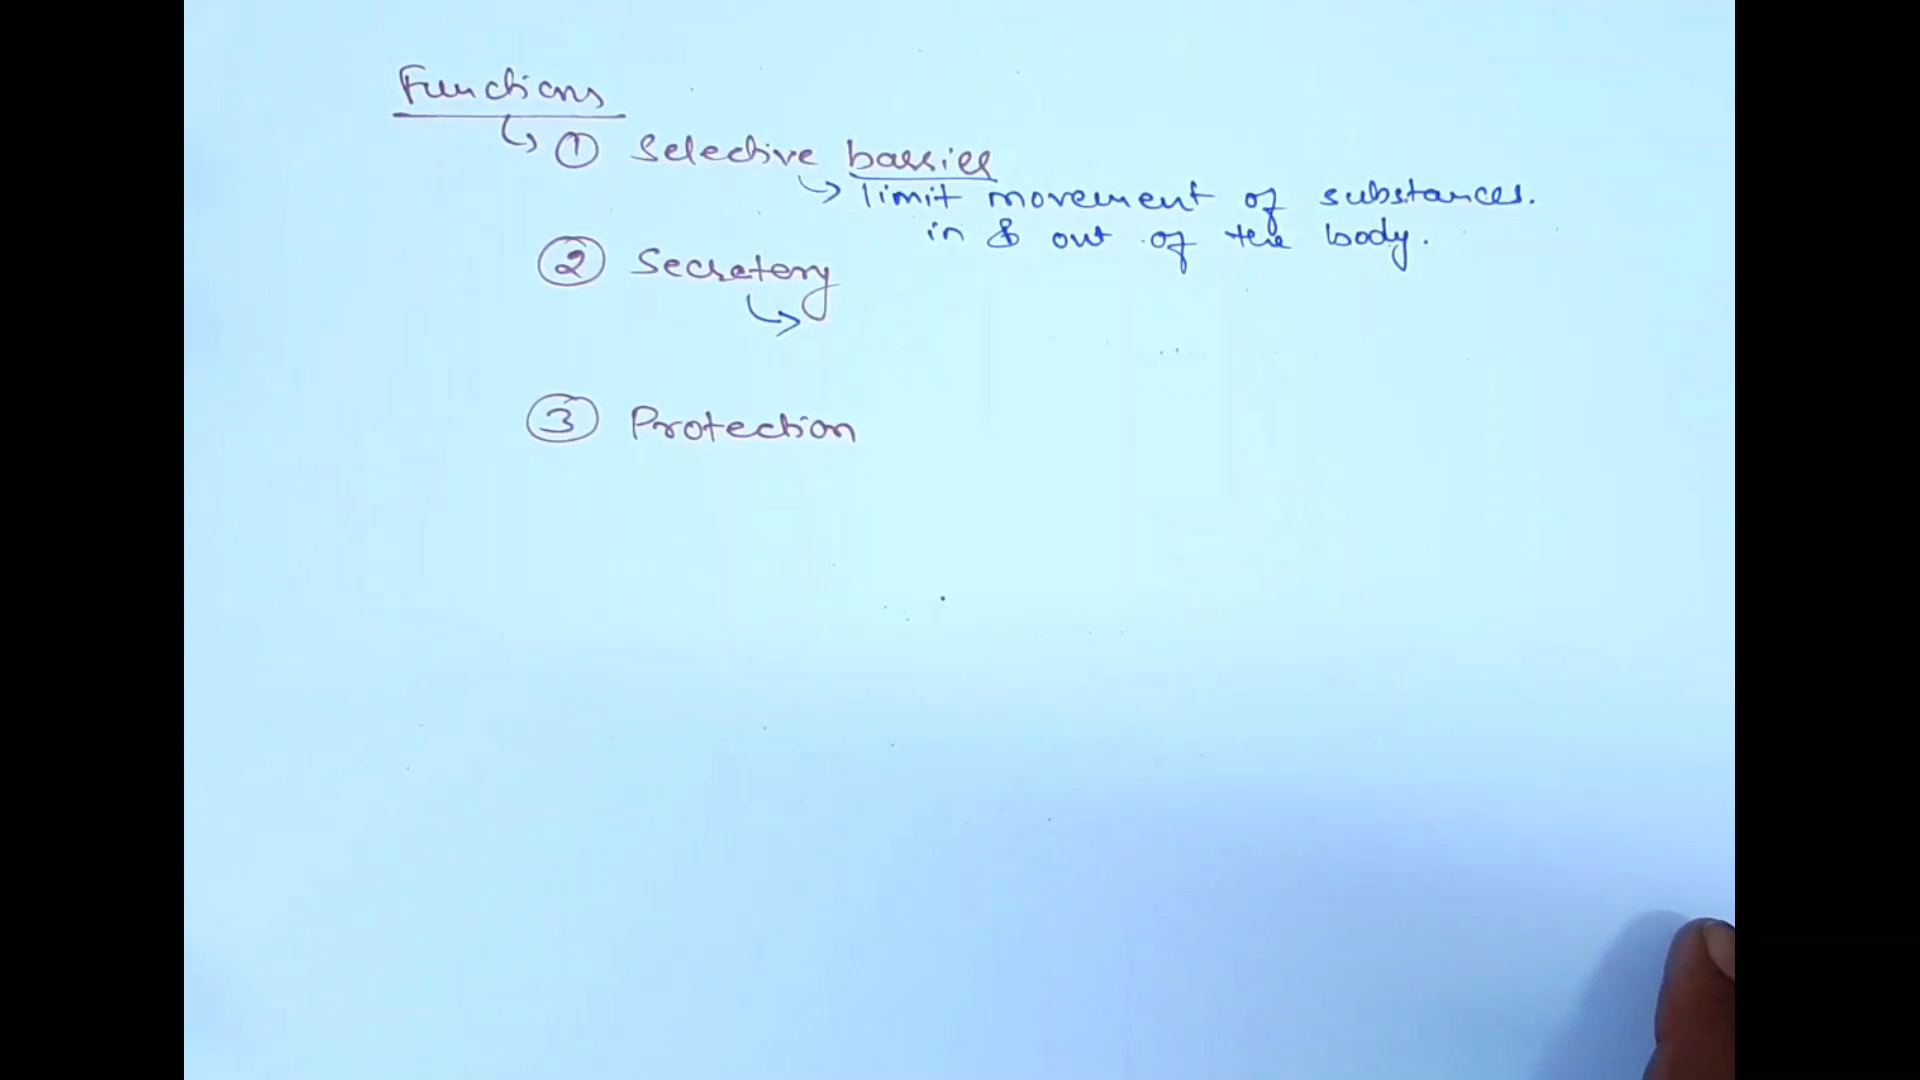 Functions
↳ ① Selective barrier
↳ limit movement of substances.
in & out of the body.
② Secretory
↳
③ Protection